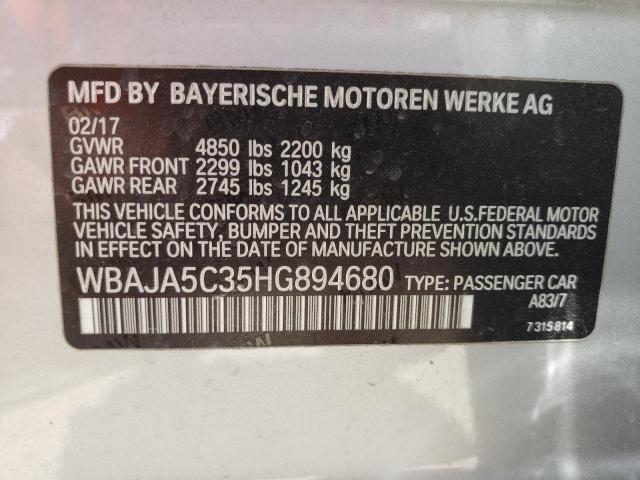 MFD BY BAYERISCHE MOTOREN WERKE AG
02/17
GVWR 4850 lbs 2200 kg
GAWR FRONT 2299 lbs 1043 kg
GAWR REAR 2745 lbs 1245 kg
THIS VEHICLE CONFORMS TO ALL APPLICABLE U.S.FEDERAL MOTOR
VEHICLE SAFETY, BUMPER AND THEFT PREVENTION STANDARDS
IN EFFECT ON THE DATE OF MANUFACTURE SHOWN ABOVE.
WBAJA5C35HG894680 TYPE: PASSENGER CAR
A83/7
7 315 814